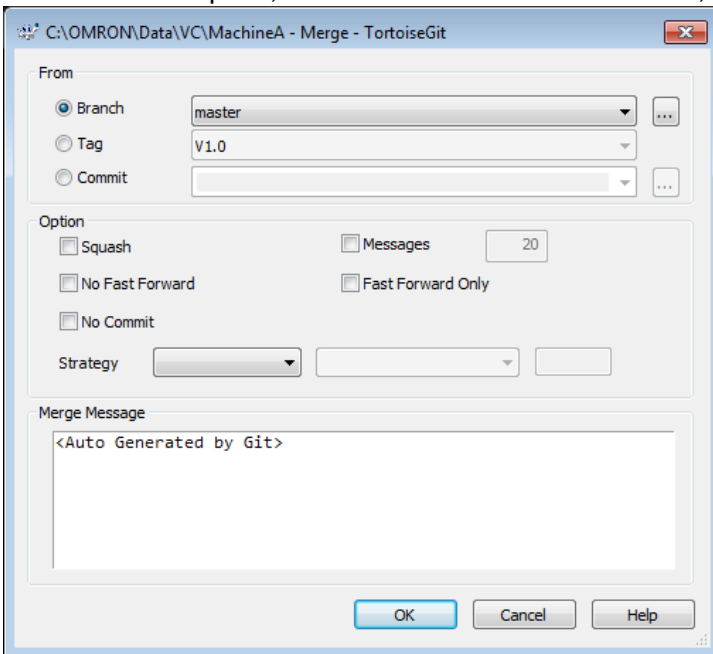 C:\OMRON\Data\VC\MachineA - Merge - TortoiseGit
From
Branch master ...
Tag V1.0
Commit ...
Option
Squash Messages 20
No Fast Forward Fast Forward Only
No Commit
Strategy
Merge Message
<Auto Generated by Git>
OK Cancel Help